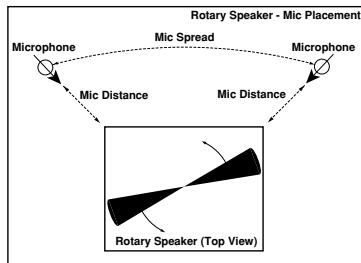 Rotary Speaker - Mic Placement
Microphone
Mic Spread
Microphone
Mic Distance
Mic Distance
Rotary Speaker (Top View)